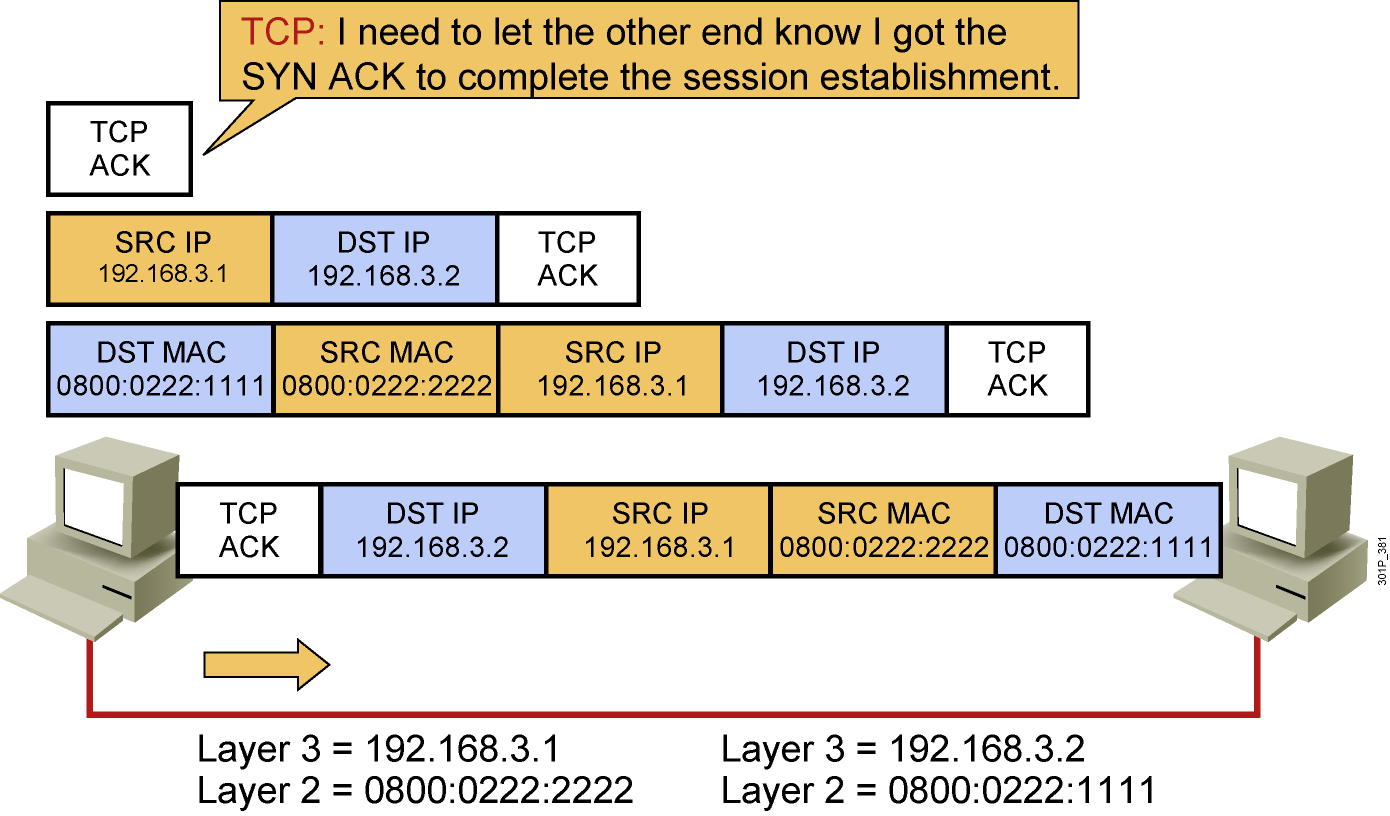 TCP: I need to let the other end know I got the
SYN ACK to complete the session establishment.
TCP
ACK
SRC IP
192.168.3.1
DST IP
192.168.3.2
TCP
ACK
DST MAC
0800:0222:1111
SRC MAC
0800:0222:2222
SRC IP
192.168.3.1
DST IP
192.168.3.2
TCP
ACK
TCP
ACK
DST IP
192.168.3.2
SRC IP
192.168.3.1
SRC MAC
0800:0222:2222
DST MAC
0800:0222:1111
301P_381
Layer 3 = 192.168.3.1
Layer 2 = 0800:0222:2222
Layer 3 = 192.168.3.2
Layer 2 = 0800:0222:1111